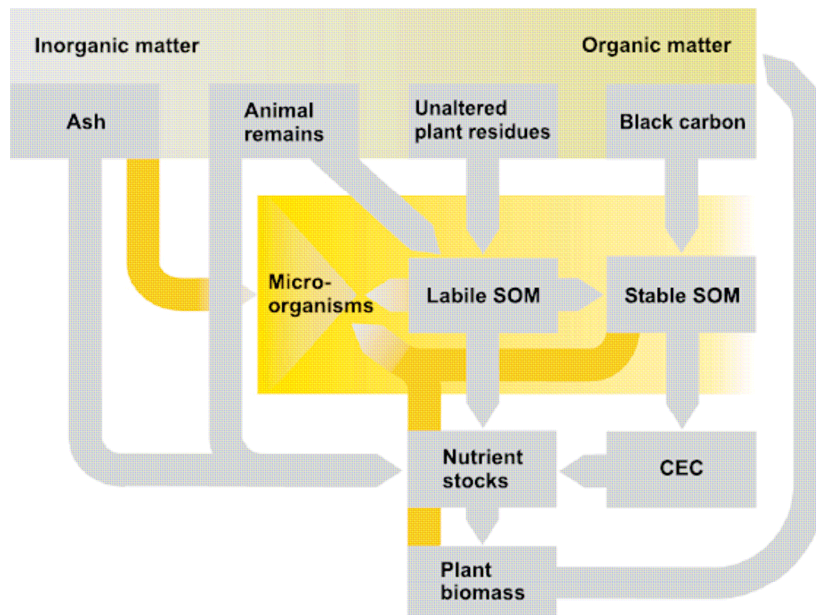 Inorganic matter
Organic matter
Ash
Animal
remains
Unaltered
plant residues
Black carbon
Micro-
organisms
Labile SOM
Stable SOM
Nutrient
stocks
CEC
Plant
biomass